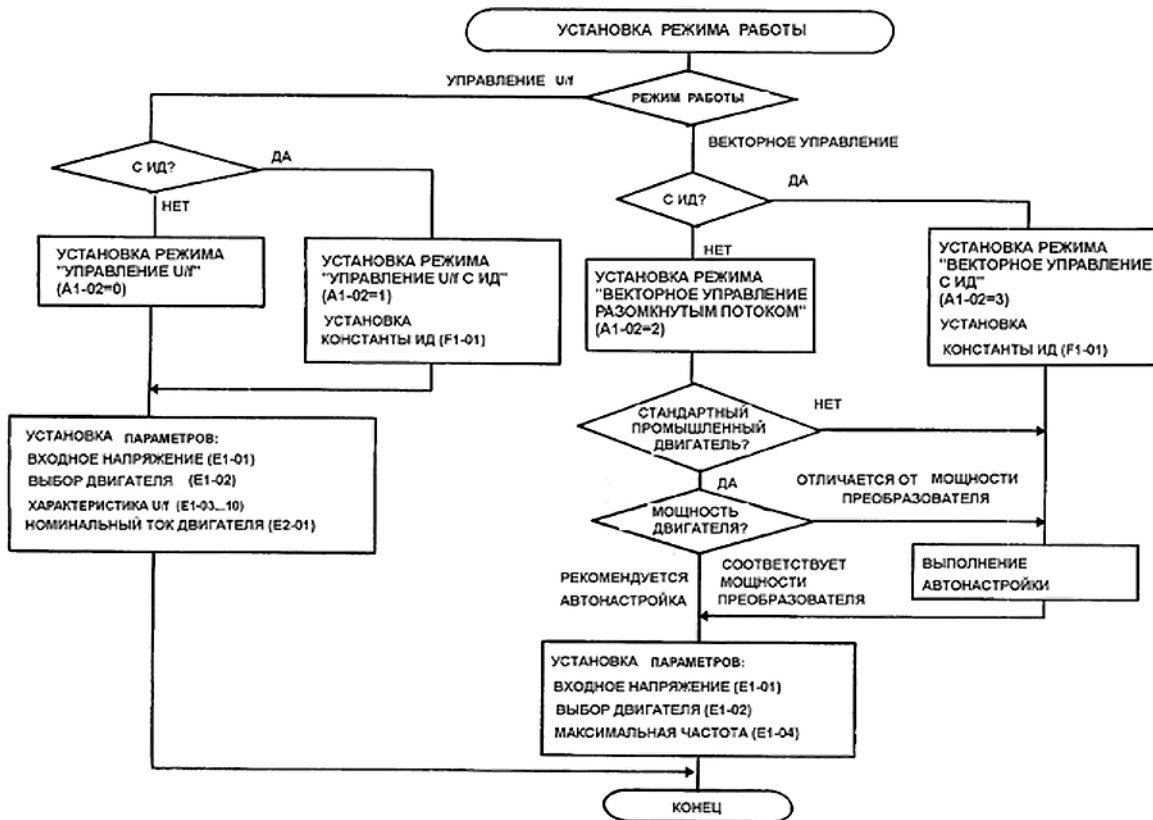 УСТАНОВКА РЕЖИМА РАБОТЫ
УПРАВЛЕНИЕ U/f
РЕЖИМ РАБОТЫ
ВЕКТОРНОЕ УПРАВЛЕНИЕ
С ИД?
ДА
НЕТ
С ИД?
ДА
НЕТ
УСТАНОВКА РЕЖИМА
"УПРАВЛЕНИЕ U/f"
(A1-02=0)
УСТАНОВКА РЕЖИМА
"УПРАВЛЕНИЕ U/f С ИД"
(A1-02=1)
УСТАНОВКА
КОНСТАНТЫ ИД (F1-01)
УСТАНОВКА РЕЖИМА
"ВЕКТОРНОЕ УПРАВЛЕНИЕ
РАЗОМКНУТЫМ ПОТОКОМ"
(A1-02=2)
УСТАНОВКА РЕЖИМА
"ВЕКТОРНОЕ УПРАВЛЕНИЕ
С ИД"
(A1-02=3)
УСТАНОВКА
КОНСТАНТЫ ИД (F1-01)
СТАНДАРТНЫЙ
ПРОМЫШЛЕННЫЙ
ДВИГАТЕЛЬ?
НЕТ
ДА
МОЩНОСТЬ
ДВИГАТЕЛЯ?
ОТЛИЧАЕТСЯ ОТ МОЩНОСТИ
ПРЕОБРАЗОВАТЕЛЯ
УСТАНОВКА ПАРАМЕТРОВ:
ВХОДНОЕ НАПРЯЖЕНИЕ (E1-01)
ВЫБОР ДВИГАТЕЛЯ (E1-02)
ХАРАКТЕРИСТИКА U/f (E1-03...10)
НОМИНАЛЬНЫЙ ТОК ДВИГАТЕЛЯ (E2-01)
РЕКОМЕНДУЕТСЯ
АВТОНАСТРОЙКА
СООТВЕТСТВУЕТ
МОЩНОСТИ
ПРЕОБРАЗОВАТЕЛЯ
ВЫПОЛНЕНИЕ
АВТОНАСТРОЙКИ
УСТАНОВКА ПАРАМЕТРОВ:
ВХОДНОЕ НАПРЯЖЕНИЕ (E1-01)
ВЫБОР ДВИГАТЕЛЯ (E1-02)
МАКСИМАЛЬНАЯ ЧАСТОТА (E1-04)
КОНЕЦ